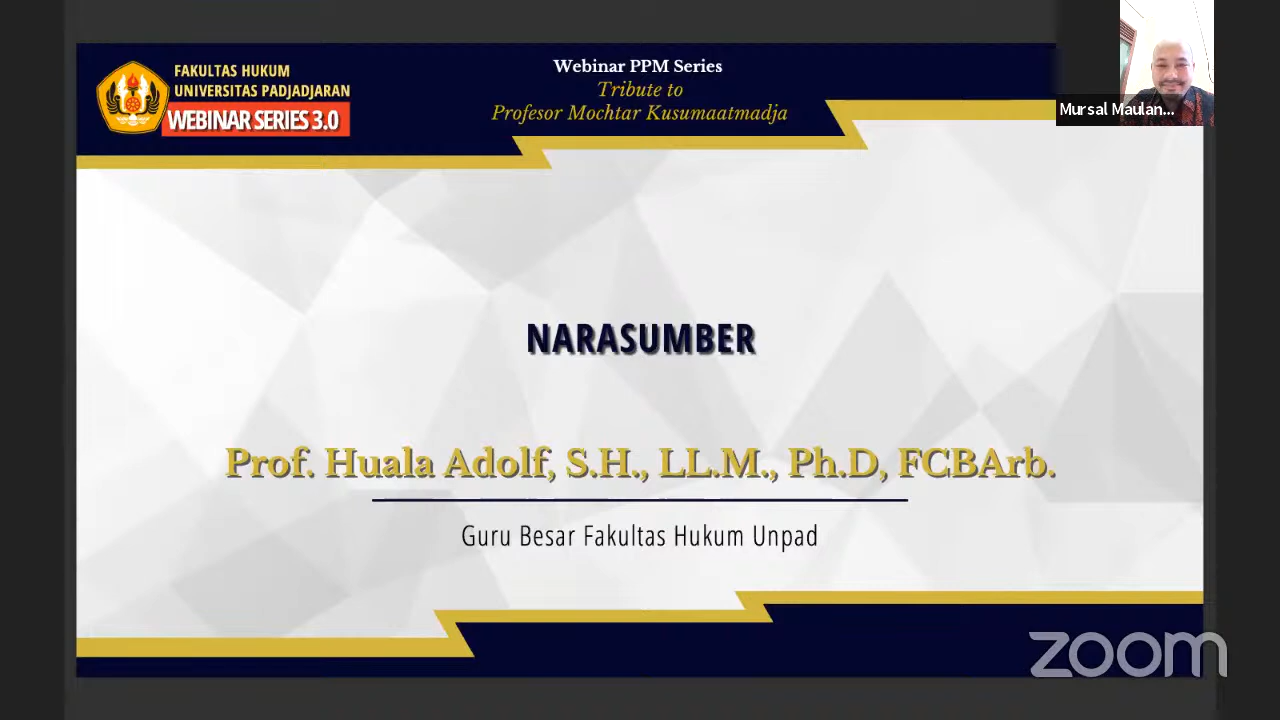 FAKULTAS HUKUM
UNIVERSITAS PADJADJARAN
WEBINAR SERIES 3.0
Webinar PPM Series
Tribute to
Profesor Mochtar Kusumaatmadja
Mursal Maulan...
NARASUMBER
Prof. Huala Adolf, S.H., LL.M., Ph.D, FCBArb.
Guru Besar Fakultas Hukum Unpad
zoom